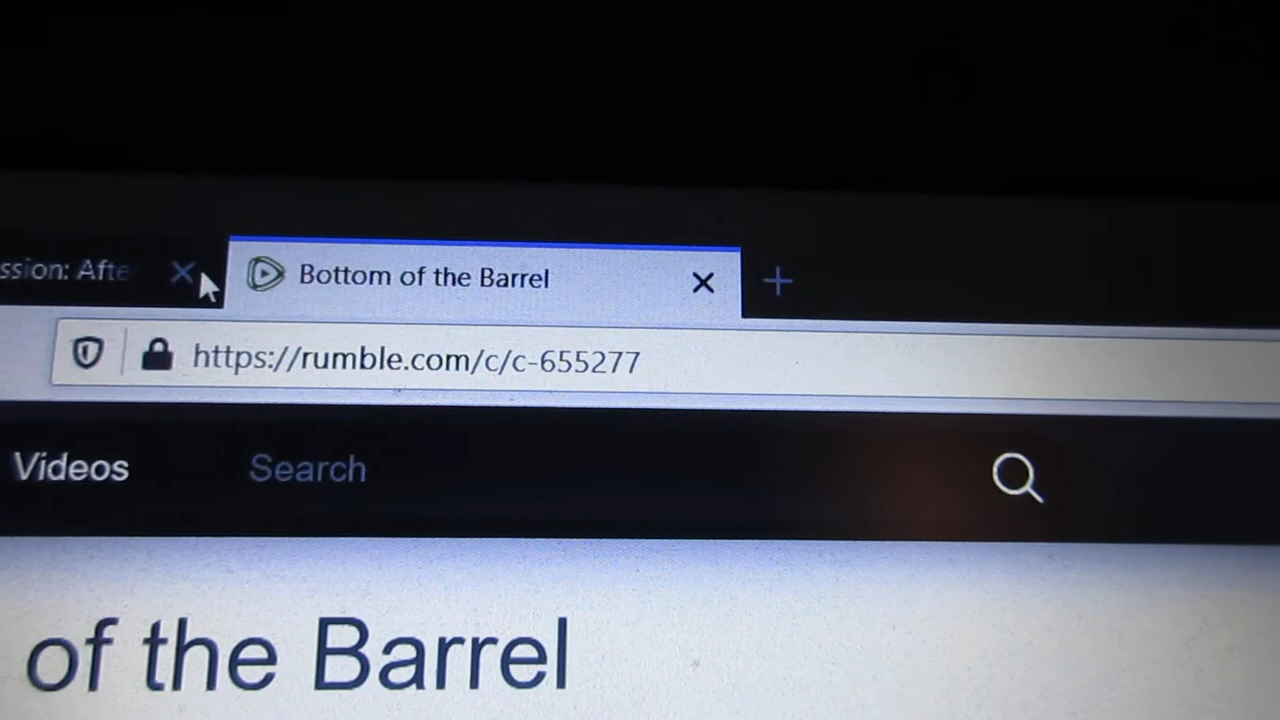 ssion: Afte
Bottom of the Barrel
https://rumble.com/c/c-655277
Videos
Search
of the Barrel